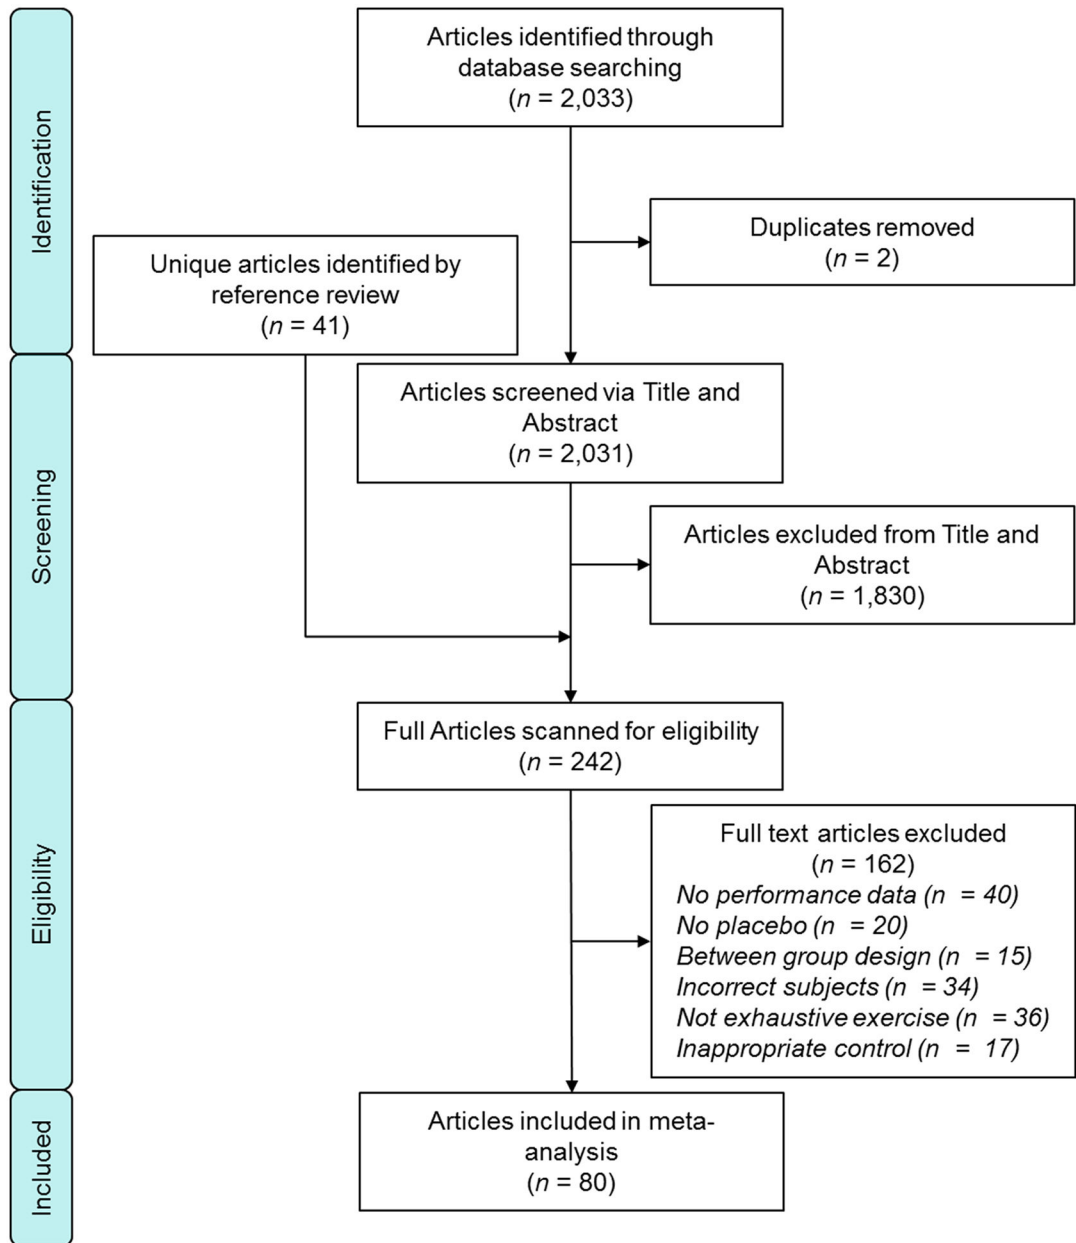 Identification
Articles identified through
database searching
(n = 2,033)
Duplicates removed
(n = 2)
Unique articles identified by
reference review
(n = 41)
Screening
Articles screened via Title and
Abstract
(n = 2,031)
Articles excluded from Title and
Abstract
(n = 1,830)
Eligibility
Full Articles scanned for eligibility
(n = 242)
Full text articles excluded
(n = 162)
No performance data (n = 40)
No placebo (n = 20)
Between group design (n = 15)
Incorrect subjects (n = 34)
Not exhaustive exercise (n = 36)
Inappropriate control (n = 17)
Included
Articles included in meta-
analysis
(n = 80)